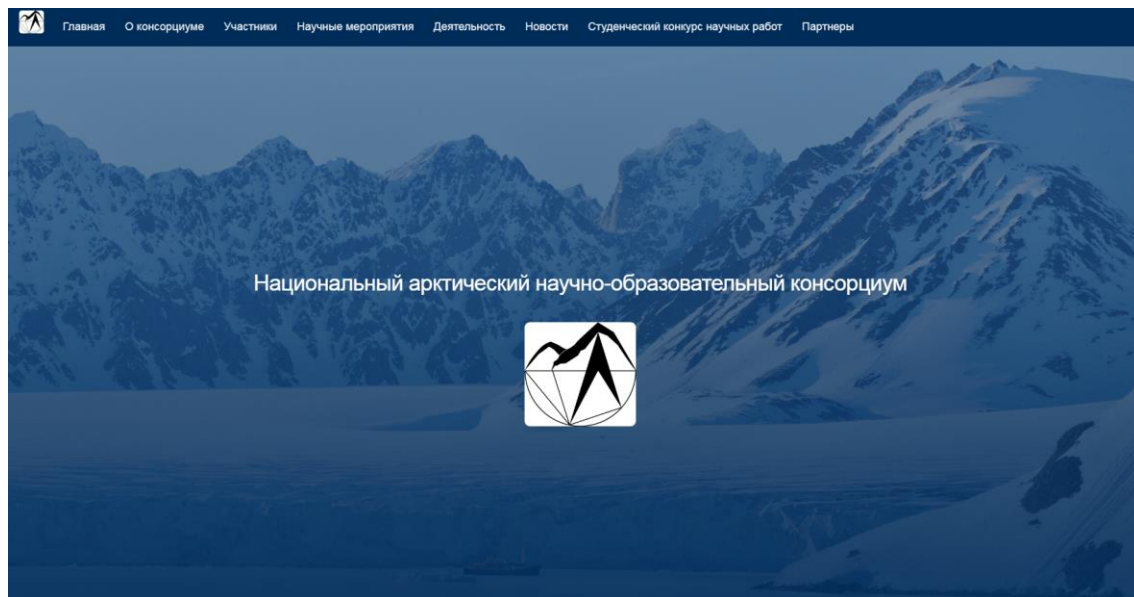 Главная О консорциуме Участники Научные мероприятия Деятельность Новости Студенческий конкурс научных работ Партнеры
Национальный арктический научно-образовательный консорциум